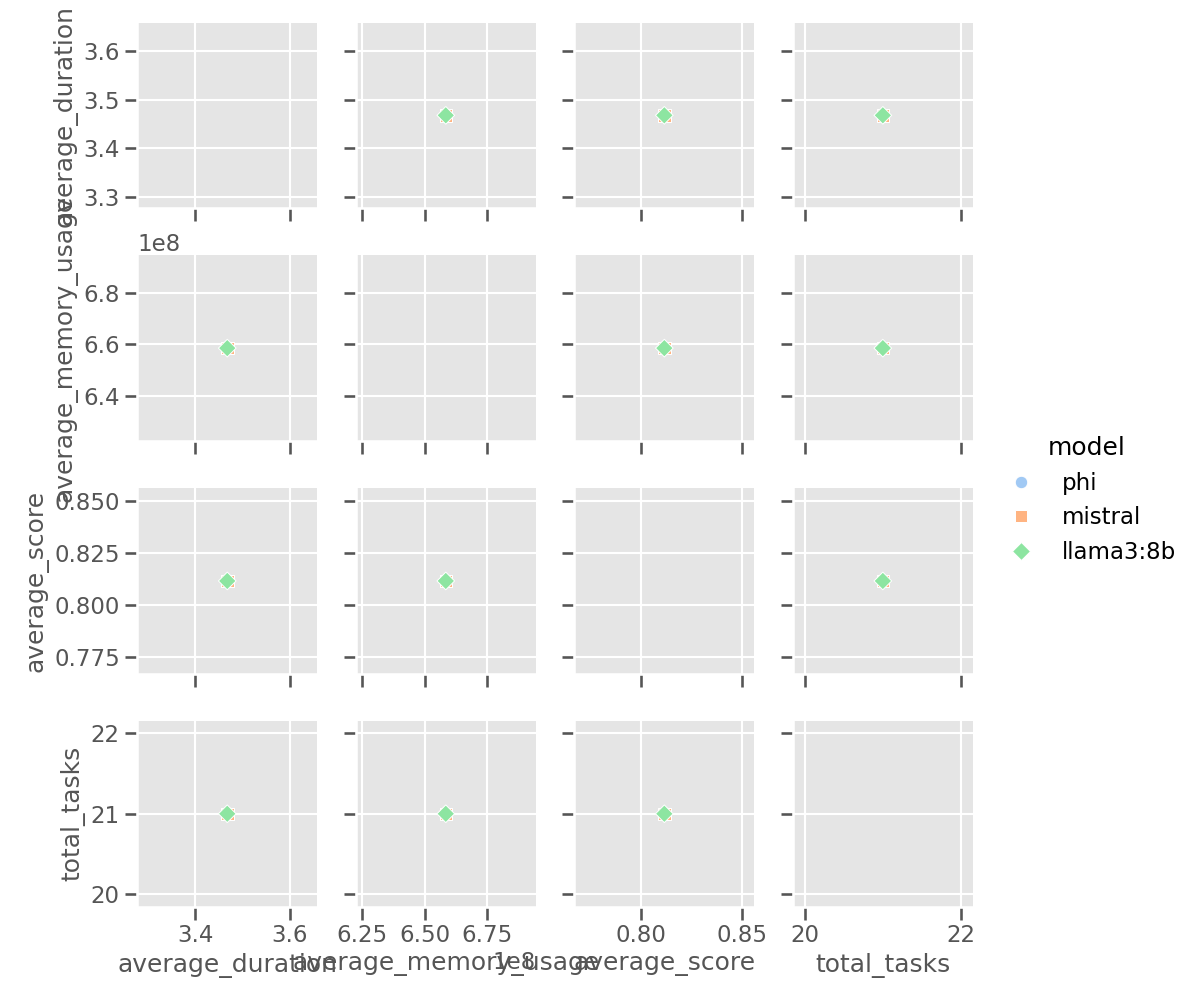 average_duration
3.6
3.5
3.4
3.3
1e8
average_memory_usage
6.8
6.6
6.4
average_score
0.850
0.825
0.800
0.775
total_tasks
22
21
20
3.4 3.6
6.25 6.50 6.75
0.80 0.85
20 22
average_duration
average_memory_usage
1e8
average_score
total_tasks
model
phi
mistral
llama3:8b